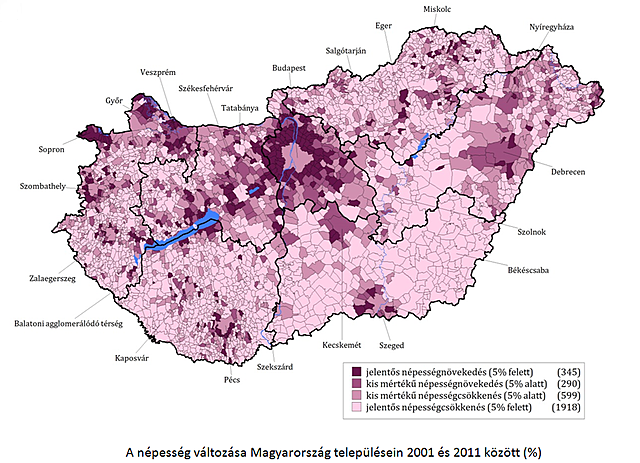 Miskolc
Eger
Nyíregyháza
Salgótarján
Budapest
Veszprém
Székesfehérvár
Győr
Tatabánya
Sopron
Debrecen
Szombathely
Szolnok
Zalaegerszeg
Békéscsaba
Balatoni agglomerálódó térség
Kaposvár
Kecskemét
Szeged
Szekszárd
Pécs
jelentős népességnövekedés (5% felett) (345)
kis mértékű népességnövekedés (5% alatt) (290)
kis mértékű népességcsökkenés (5% alatt) (599)
jelentős népességcsökkenés (5% felett) (1918)
A népesség változása Magyarország településein 2001 és 2011 között (%)